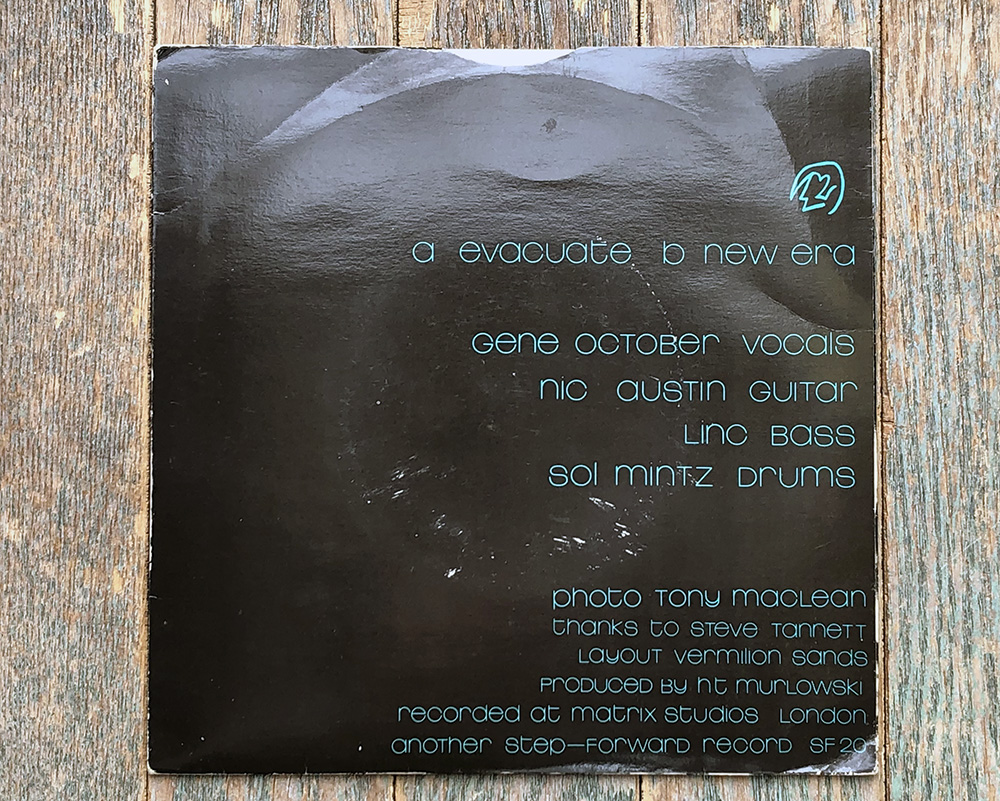 a evacuate b new era
Gene October vocals
nic austin Guitar
Linc Bass
sol mintz Drums
photo Tony Maclean
thanks to Steve Tannett
Layout vermilion sands
Produced By h t murlowski
recorded at matrix studios London
another step-forward record SF 20